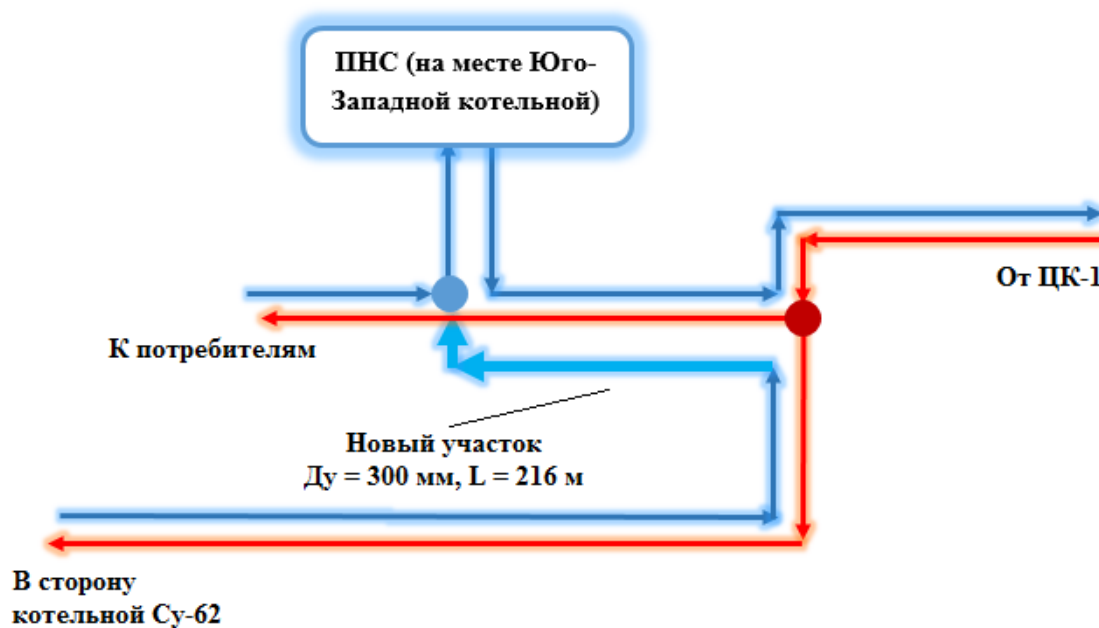 ПНС (на месте Юго-
Западной котельной)
От ЦК-1
К потребителям
Новый участок
Ду = 300 мм, L = 216 м
В сторону
котельной Су-62